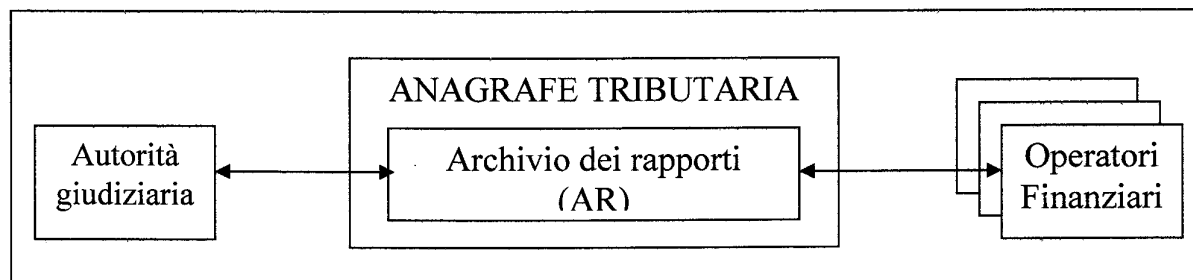 ANAGRAFE TRIBUTARIA
Autorità
giudiziaria
Archivio dei rapporti
(AR)
Operatori
Finanziari